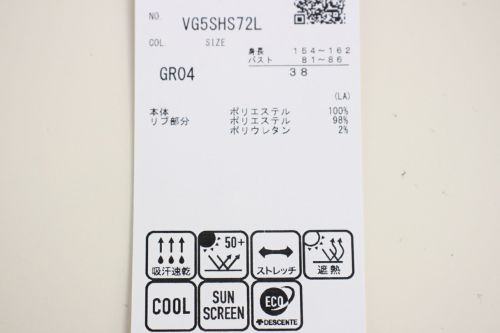 NO. VG5SHS72L
COL. SIZE
身長 154~162
バスト 81~86
GR04 38
(LA)
本体 ポリエステル 100%
リブ部分 ポリエステル 98%
ポリウレタン 2%
50+
吸汗速乾 ストレッチ 遮熱
COOL SUN SCREEN ECO DESCENTE